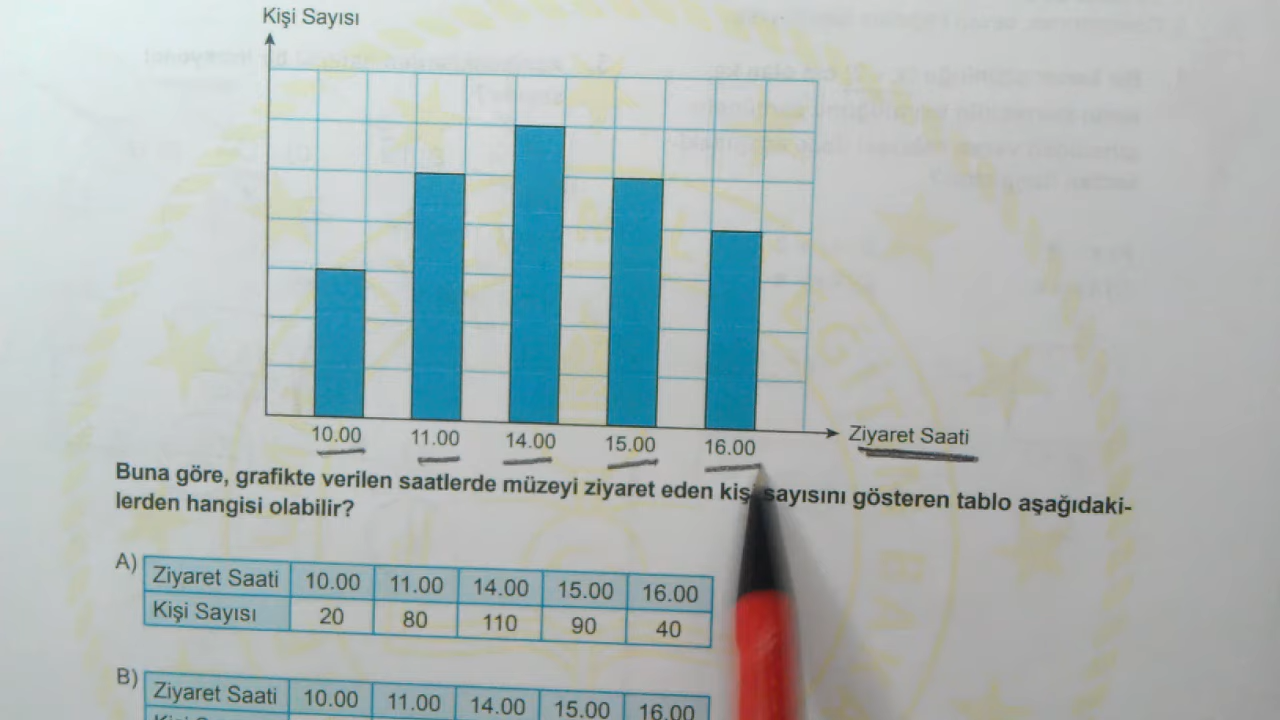 Kişi Sayısı
10.00 11.00 14.00 15.00 16.00
Ziyaret Saati
Buna göre, grafikte verilen saatlerde müzeyi ziyaret eden kişi sayısını gösteren tablo aşağıdaki-
lerden hangisi olabilir?
A)
Ziyaret Saati 10.00 11.00 14.00 15.00 16.00
Kişi Sayısı 20 80 110 90 40
B)
Ziyaret Saati 10.00 11.00 14.00 15.00 16.00